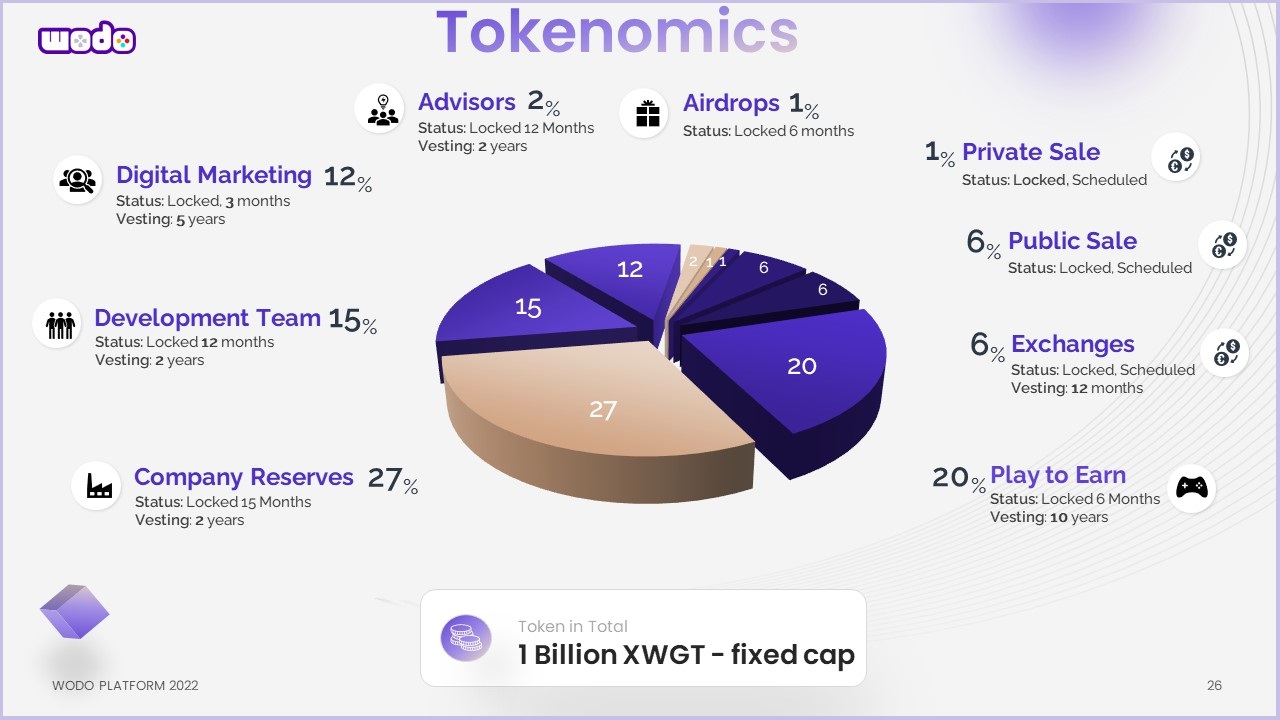 wodo
Tokenomics
Advisors 2%
Status: Locked 12 Months
Vesting: 2 years
Airdrops 1%
Status: Locked 6 months
Digital Marketing 12%
Status: Locked, 3 months
Vesting: 5 years
1% Private Sale
Status: Locked, Scheduled
6% Public Sale
Status: Locked, Scheduled
Development Team 15%
Status: Locked 12 months
Vesting: 2 years
6% Exchanges
Status: Locked, Scheduled
Vesting: 12 months
Company Reserves 27%
Status: Locked 15 Months
Vesting: 2 years
20% Play to Earn
Status: Locked 6 Months
Vesting: 10 years
12
2
1
1
6
6
15
20
27
Token in Total
1 Billion XWGT - fixed cap
WODO PLATFORM 2022
26